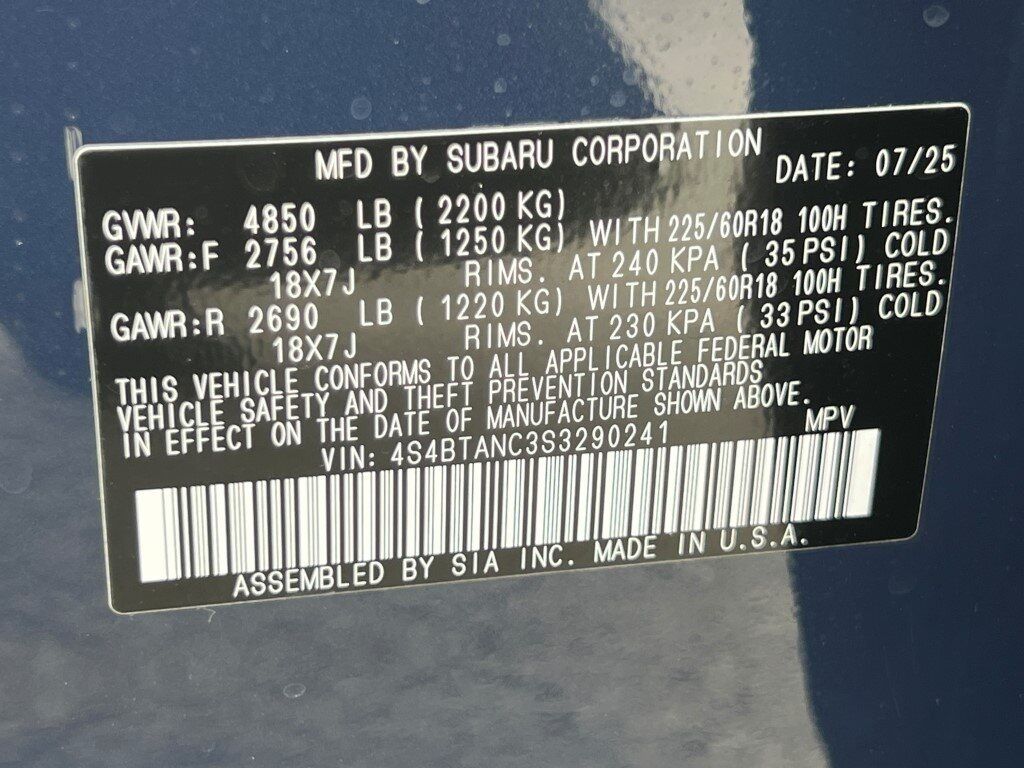 MFD BY SUBARU CORPORATION DATE: 07/25
GVWR: 4850 LB ( 2200 KG)
GAWR:F 2756 LB ( 1250 KG) WITH 225/60R18 100H TIRES.
18X7J RIMS. AT 240 KPA ( 35 PSI) COLD
GAWR:R 2690 LB ( 1220 KG) WITH 225/60R18 100H TIRES.
18X7J RIMS. AT 230 KPA ( 33 PSI) COLD
THIS VEHICLE CONFORMS TO ALL APPLICABLE FEDERAL MOTOR
VEHICLE SAFETY AND THEFT PREVENTION STANDARDS
IN EFFECT ON THE DATE OF MANUFACTURE SHOWN ABOVE.
VIN: 4S4BTANC3S3290241 MPV
ASSEMBLED BY SIA INC. MADE IN U.S.A.